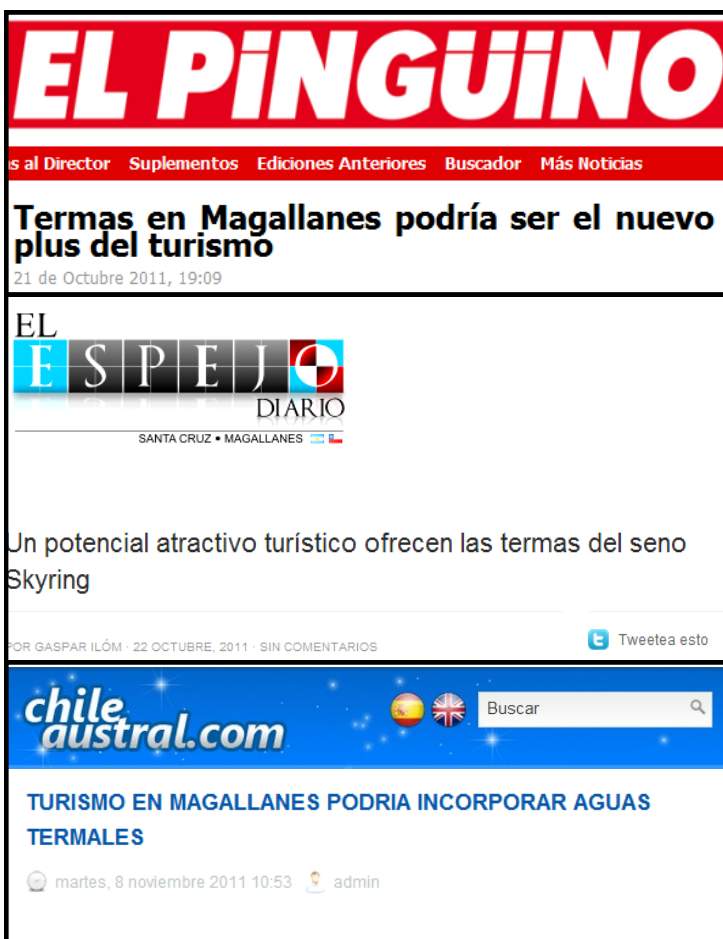 EL PiNGÜiNO
s al Director Suplementos Ediciones Anteriores Buscador Más Noticias
Termas en Magallanes podría ser el nuevo
plus del turismo
21 de Octubre 2011, 19:09
EL
ESPEJO
DIARIO
SANTA CRUZ • MAGALLANES
Un potencial atractivo turístico ofrecen las termas del seno
Skyring
POR GASPAR ILÓM · 22 OCTUBRE, 2011 · SIN COMENTARIOS
Tweetea esto
chile
austral.com
Buscar
TURISMO EN MAGALLANES PODRIA INCORPORAR AGUAS
TERMALES
martes, 8 noviembre 2011 10:53 admin